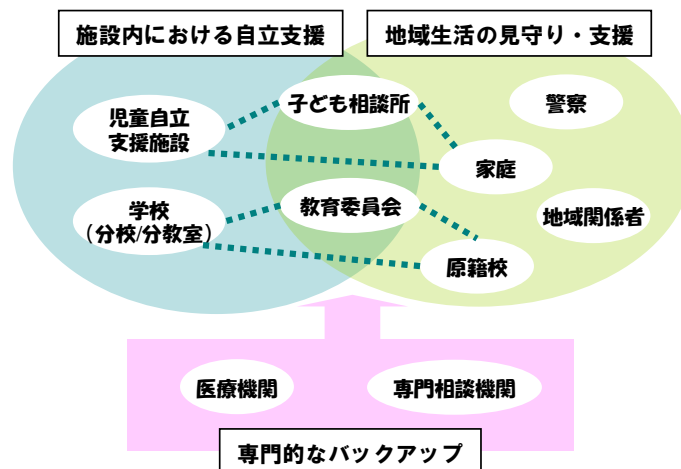 施設内における自立支援
地域生活の見守り・支援
子ども相談所
警察
児童自立
支援施設
家庭
学校
（分校/分教室）
教育委員会
地域関係者
原籍校
医療機関
専門相談機関
専門的なバックアップ